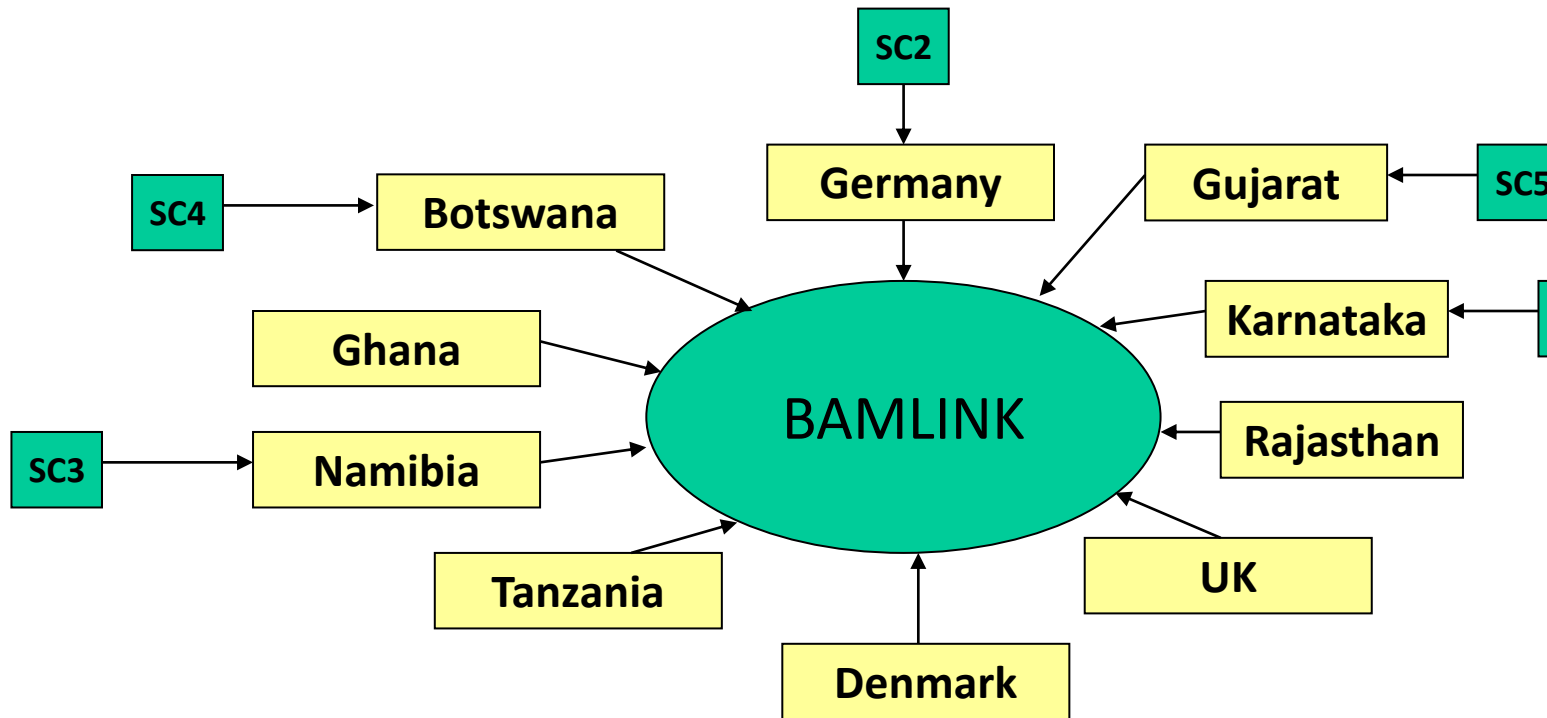 SC2
Germany
Gujarat
SC5
SC4
Botswana
Karnataka
Ghana
BAMLINK
Rajasthan
SC3
Namibia
Tanzania
UK
Denmark